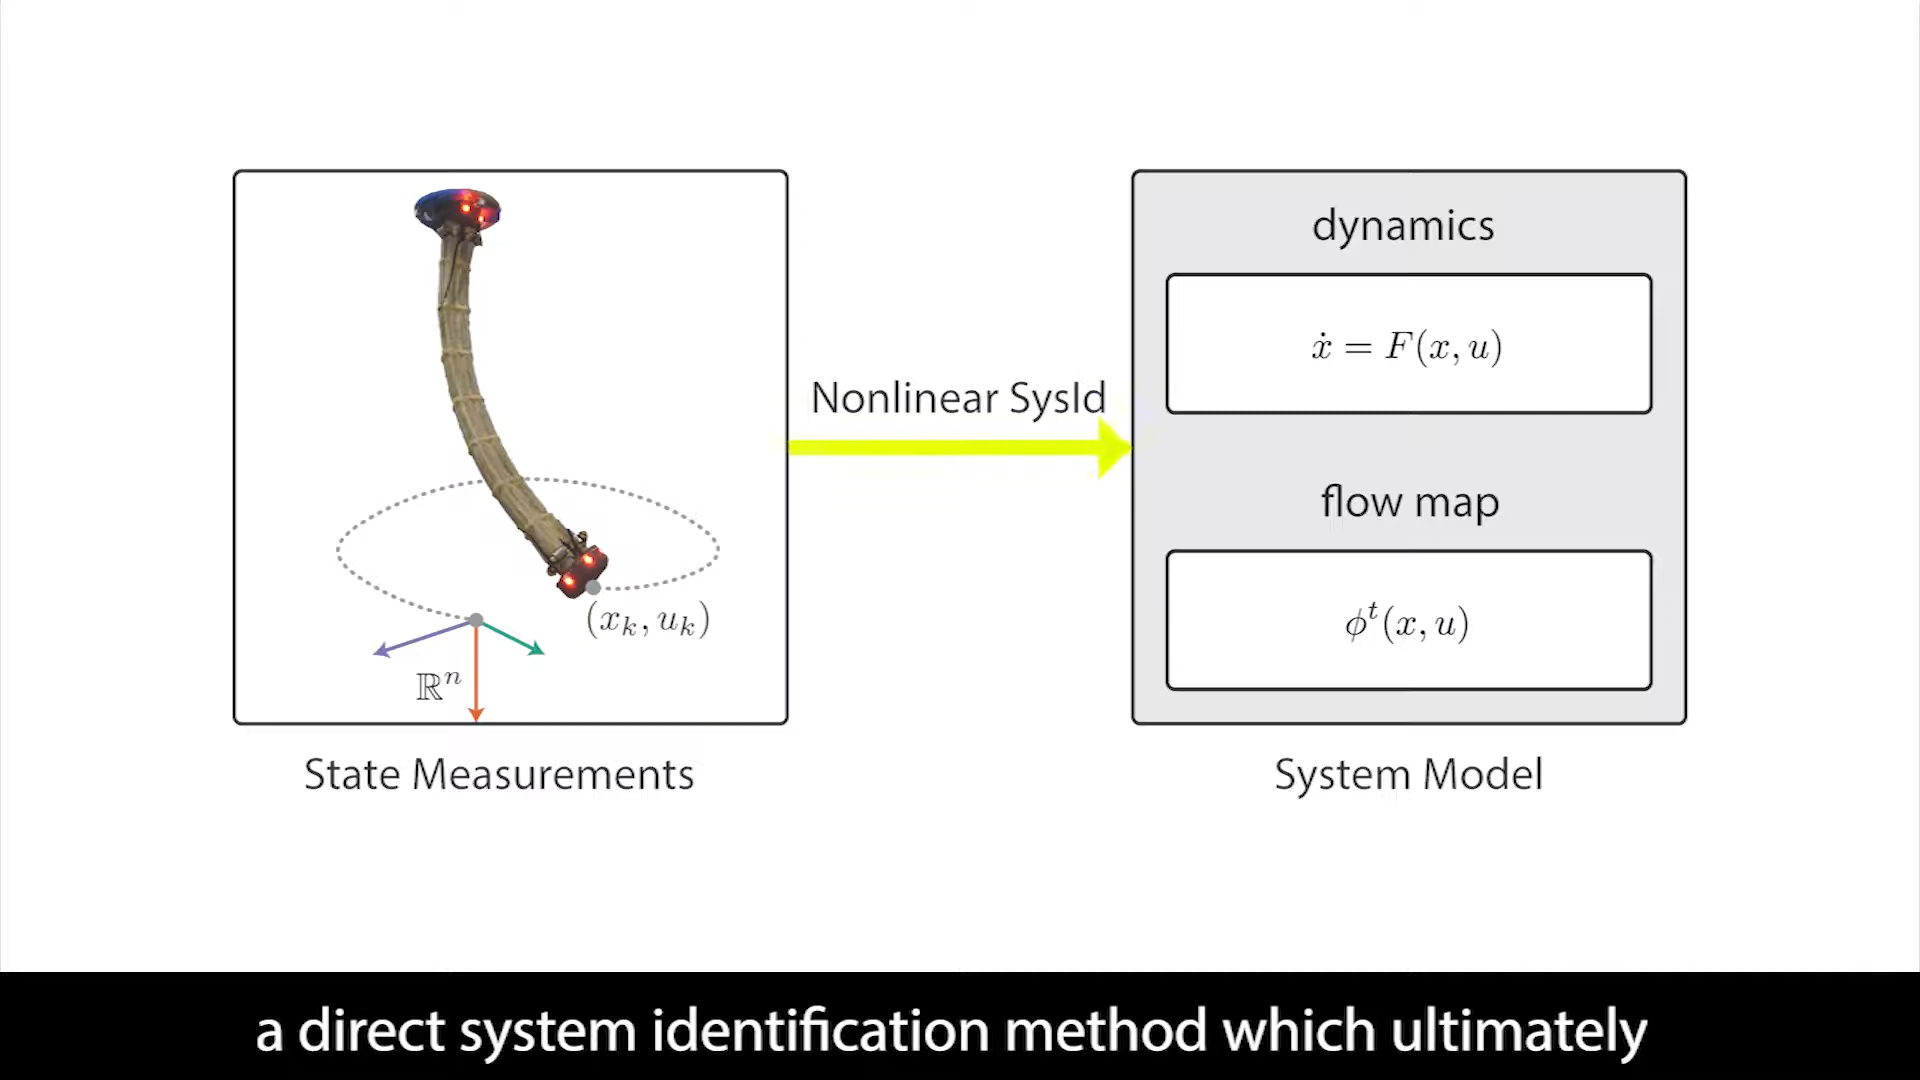 dynamics
ẋ = F(x, u)
Nonlinear SysId
flow map
(xₖ, uₖ)
ϕᵗ(x, u)
ℝⁿ
State Measurements
System Model
a direct system identification method which ultimately